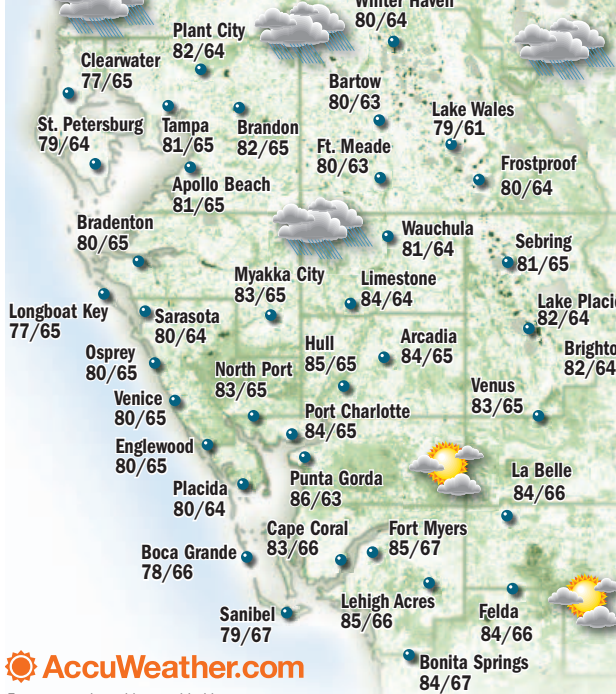 Winter Haven
80/64
Plant City
82/64
Clearwater
77/65
Bartow
80/63
Lake Wales
79/61
St. Petersburg
79/64
Tampa
81/65
Brandon
82/65
Ft. Meade
80/63
Frostproof
80/64
Apollo Beach
81/65
Bradenton
80/65
Wauchula
81/64
Sebring
81/65
Myakka City
83/65
Limestone
84/64
Longboat Key
77/65
Sarasota
80/64
Lake Placi
82/64
Osprey
80/65
Hull
85/65
Arcadia
84/65
Brighto
82/64
North Port
83/65
Venus
83/65
Venice
80/65
Port Charlotte
84/65
Englewood
80/65
Punta Gorda
86/63
La Belle
84/66
Placida
80/64
Cape Coral
83/66
Fort Myers
85/67
Boca Grande
78/66
Lehigh Acres
85/66
Sanibel
79/67
Felda
84/66
AccuWeather.com
Bonita Springs
84/67